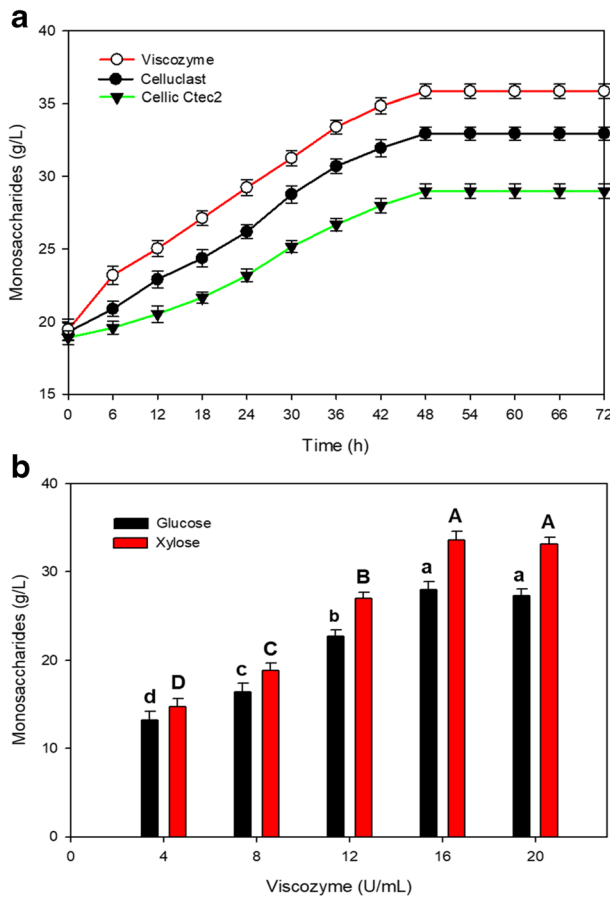 a
40
35
30
25
20
15
Monosaccharides (g/L)
Viscozyme
Celluclast
Cellic Ctec2
0 6 12 18 24 30 36 42 48 54 60 66 72
Time (h)
b
40
30
20
10
0
Monosaccharides (g/L)
Glucose
Xylose
d D c C b B a A a A
0 4 8 12 16 20
Viscozyme (U/mL)